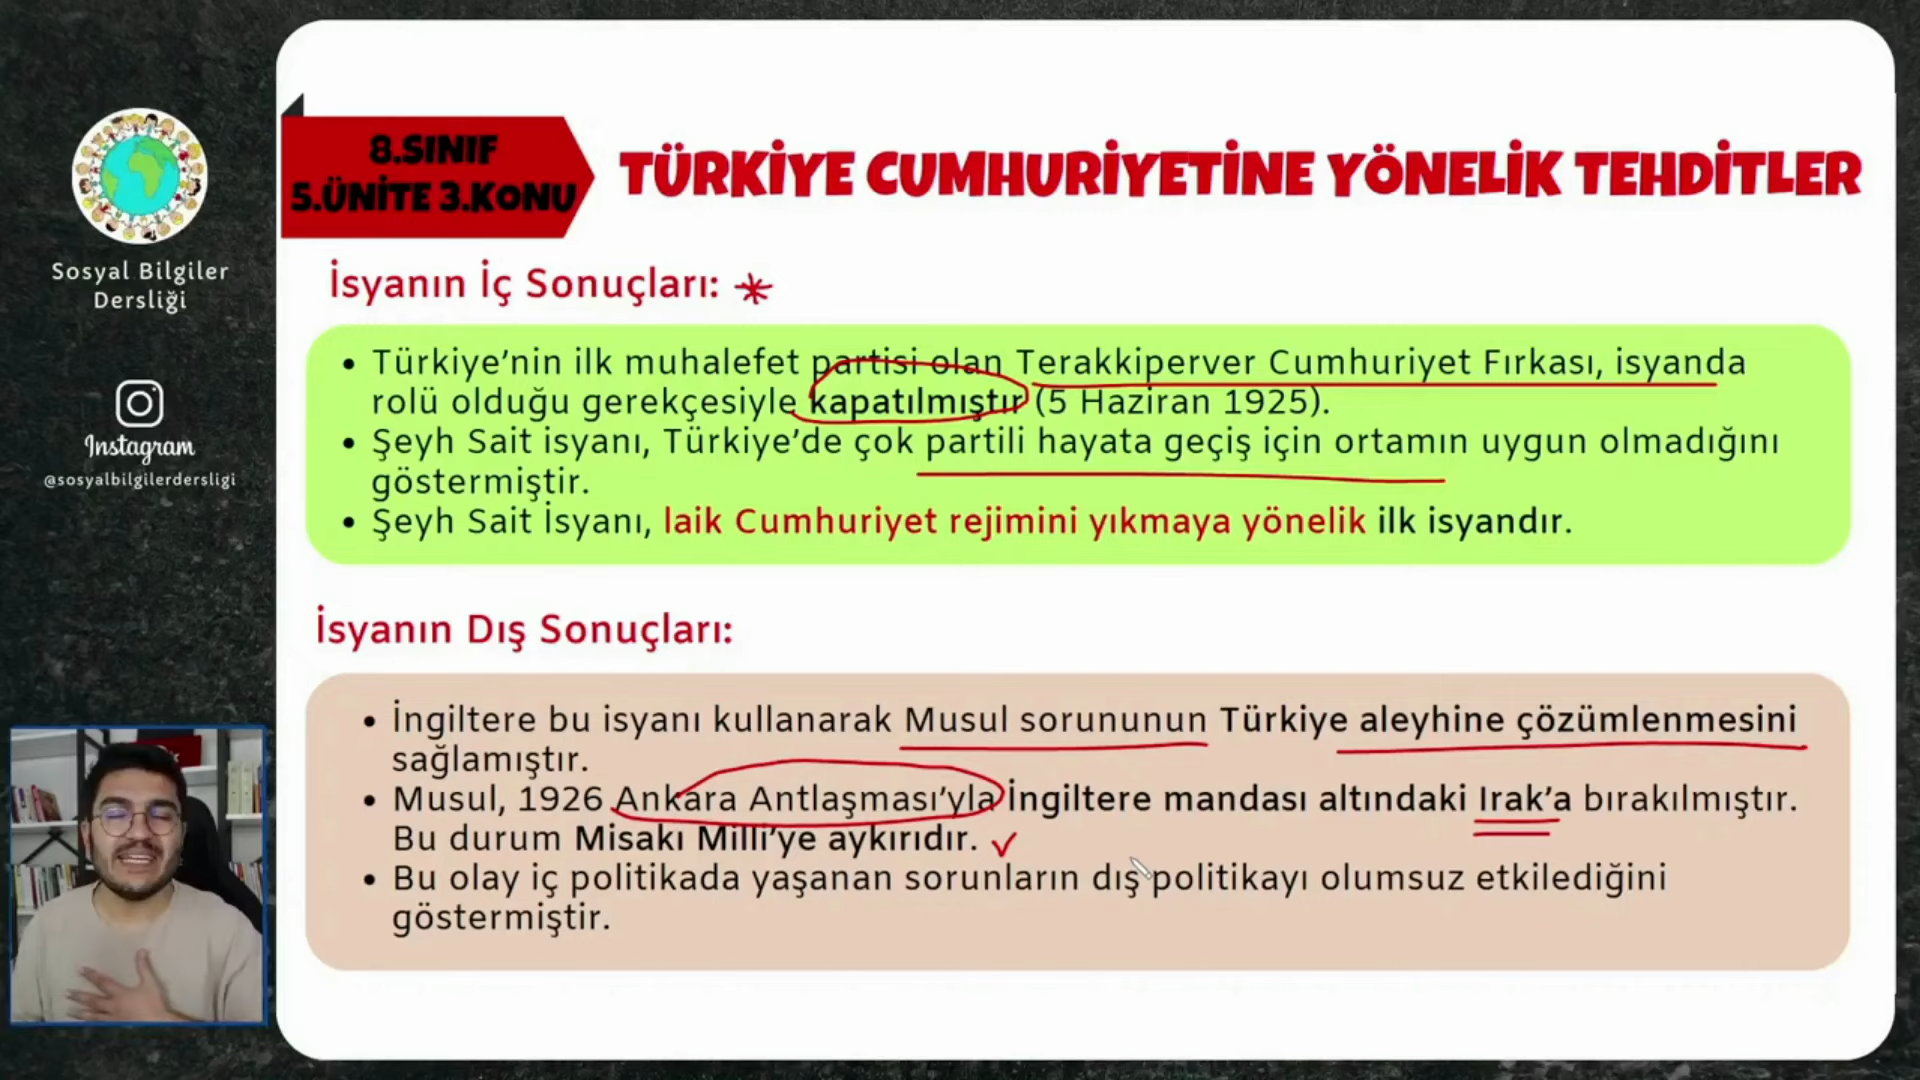 8.SINIF
5.ÜNİTE 3.KONU
TÜRKİYE CUMHURİYETİNE YÖNELİK TEHDİTLER
Sosyal Bilgiler
Dersliği
Instagram
@sosyalbilgilerdersligi
İsyanın İç Sonuçları:
• Türkiye’nin ilk muhalefet partisi olan Terakkiperver Cumhuriyet Fırkası, isyanda
rolü olduğu gerekçesiyle kapatılmıştır (5 Haziran 1925).
• Şeyh Sait isyanı, Türkiye’de çok partili hayata geçiş için ortamın uygun olmadığını
göstermiştir.
• Şeyh Sait İsyanı, laik Cumhuriyet rejimini yıkmaya yönelik ilk isyandır.
İsyanın Dış Sonuçları:
• İngiltere bu isyanı kullanarak Musul sorununun Türkiye aleyhine çözümlenmesini
sağlamıştır.
• Musul, 1926 Ankara Antlaşması’yla İngiltere mandası altındaki Irak’a bırakılmıştır.
Bu durum Misakı Milli’ye aykırıdır.
• Bu olay iç politikada yaşanan sorunların dış politikayı olumsuz etkilediğini
göstermiştir.